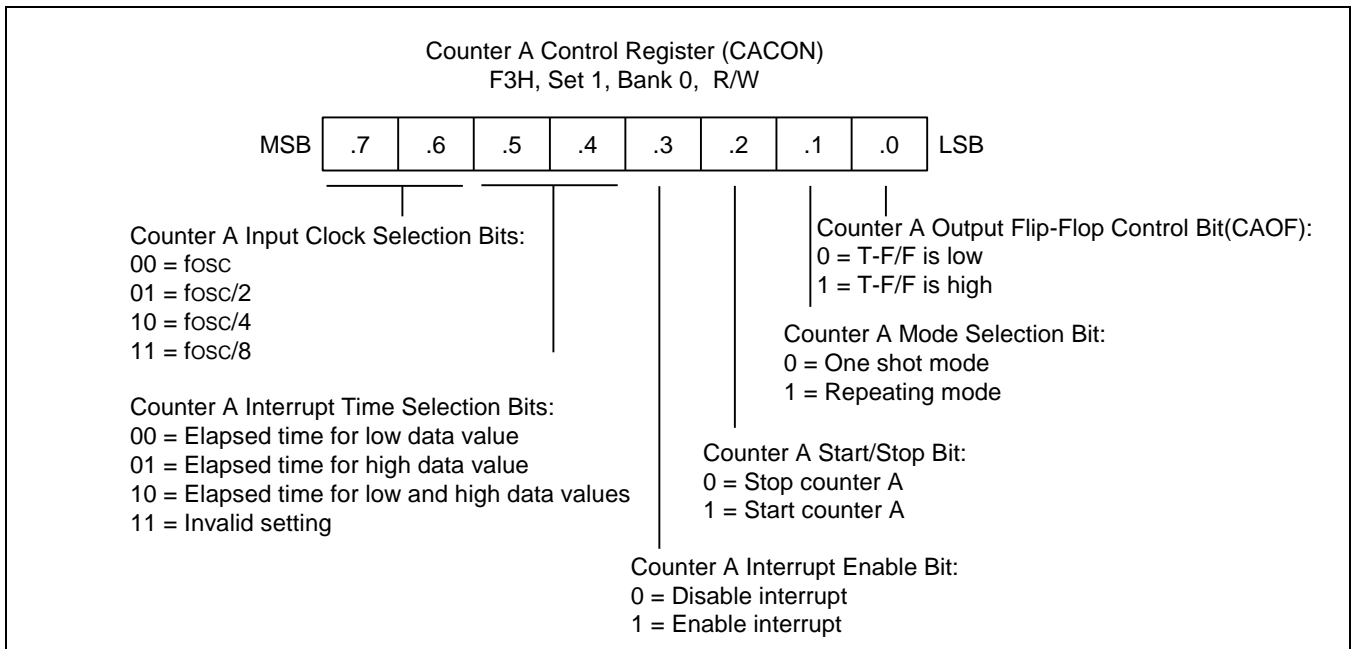 Counter A Control Register (CACON)
F3H, Set 1, Bank 0, R/W
MSB .7 .6 .5 .4 .3 .2 .1 .0 LSB
Counter A Input Clock Selection Bits:
00 = fOSC
01 = fOSC/2
10 = fOSC/4
11 = fOSC/8
Counter A Interrupt Time Selection Bits:
00 = Elapsed time for low data value
01 = Elapsed time for high data value
10 = Elapsed time for low and high data values
11 = Invalid setting
Counter A Output Flip-Flop Control Bit(CAOF):
0 = T-F/F is low
1 = T-F/F is high
Counter A Mode Selection Bit:
0 = One shot mode
1 = Repeating mode
Counter A Start/Stop Bit:
0 = Stop counter A
1 = Start counter A
Counter A Interrupt Enable Bit:
0 = Disable interrupt
1 = Enable interrupt